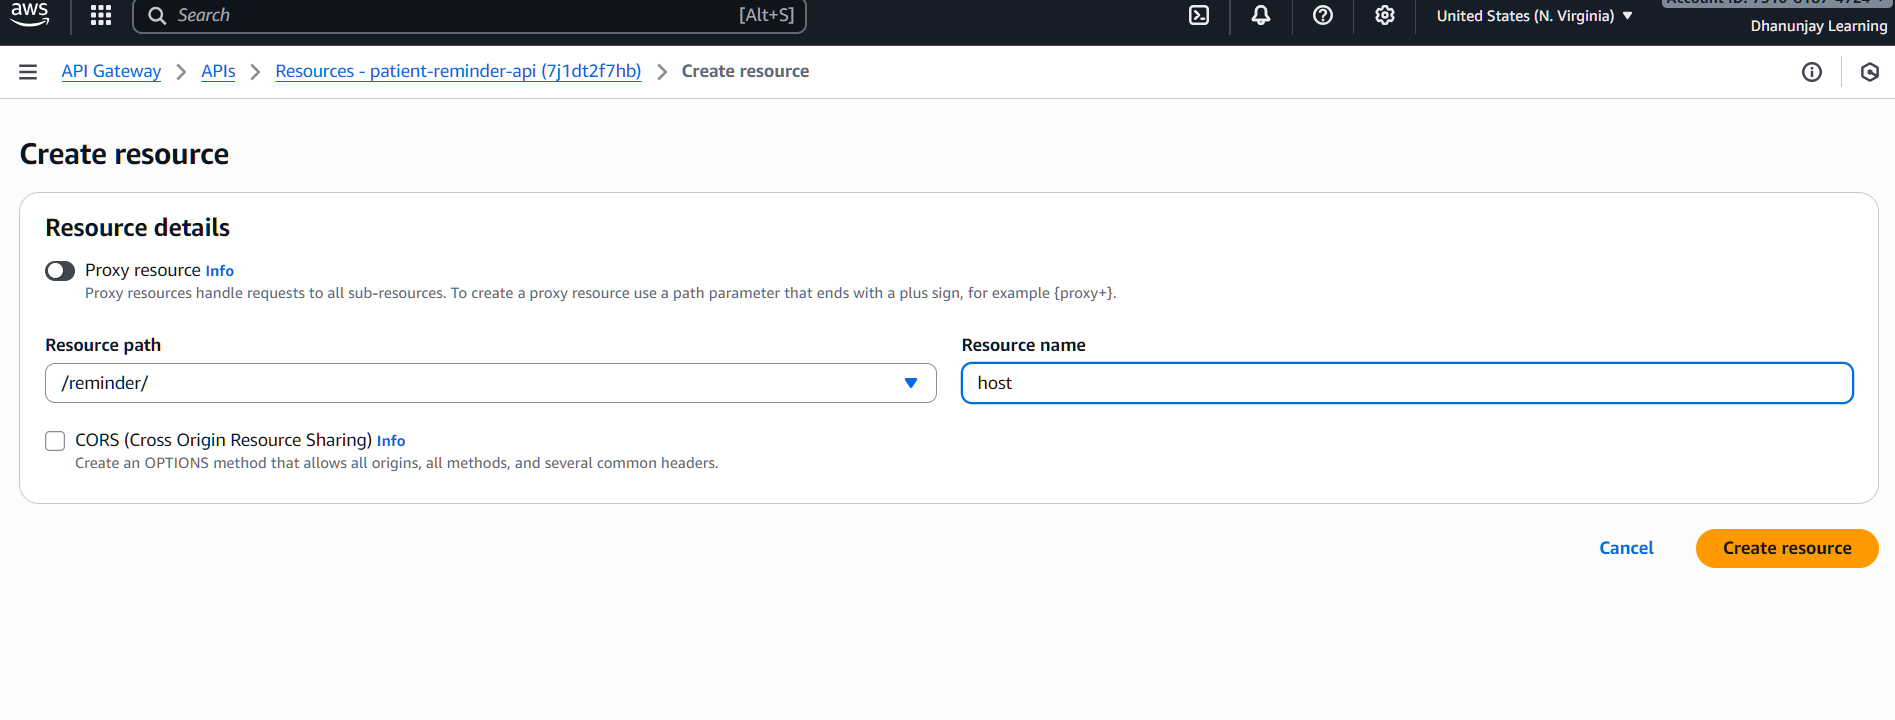 aws
Search [Alt+S]
United States (N. Virginia)
Dhanunjay Learning
API Gateway
APIs
Resources - patient-reminder-api (7j1dt2f7hb)
Create resource
Create resource
Resource details
Proxy resource Info
Proxy resources handle requests to all sub-resources. To create a proxy resource use a path parameter that ends with a plus sign, for example {proxy+}.
Resource path
/reminder/
Resource name
host
CORS (Cross Origin Resource Sharing) Info
Create an OPTIONS method that allows all origins, all methods, and several common headers.
Cancel
Create resource